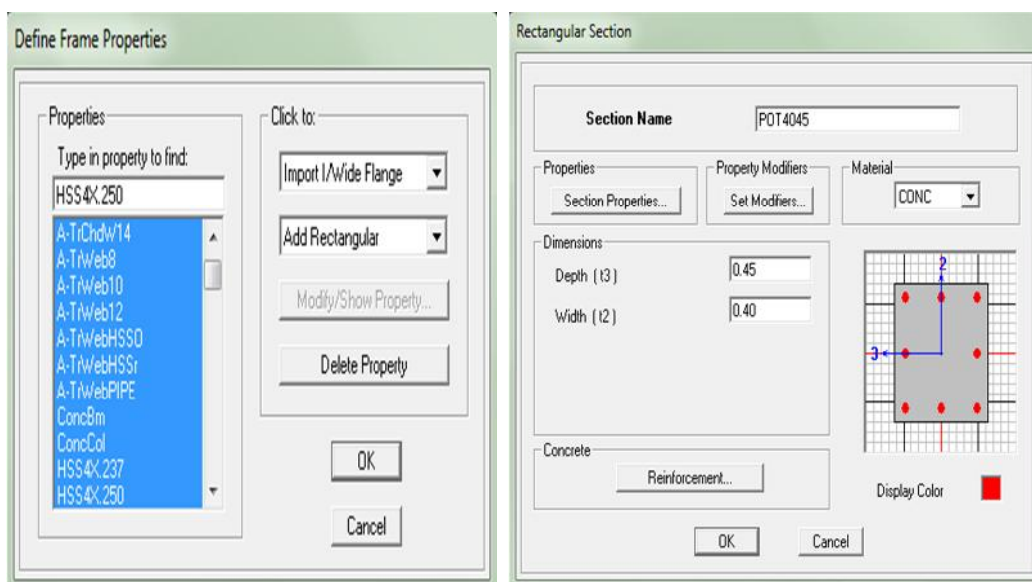 Define Frame Properties
Properties
Type in property to find:
HSS4X.250
A-TrChdW14
A-TrWeb8
A-TrWeb10
A-TrWeb12
A-TrWebHSSO
A-TrWebHSSr
A-TrWebPIPE
ConcBm
ConcCol
HSS4X.237
HSS4X.250
Click to:
Import I/Wide Flange
Add Rectangular
Modify/Show Property...
Delete Property
OK
Cancel
Rectangular Section
Section Name
POT4045
Properties
Section Properties...
Property Modifiers
Set Modifiers...
Material
CONC
Dimensions
Depth ( t3 )
0.45
Width ( t2 )
0.40
2
3
Concrete
Reinforcement...
Display Color
OK
Cancel